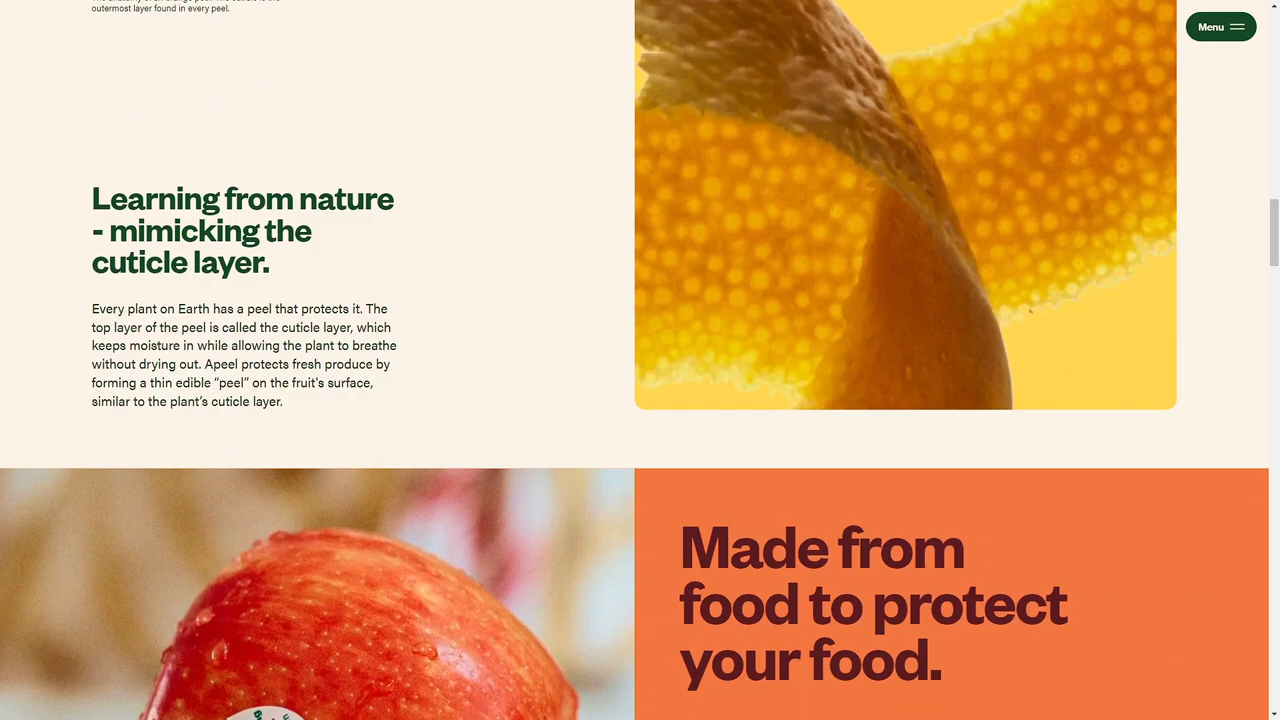 outermost layer found in every peel.
Menu
Learning from nature
- mimicking the
cuticle layer.
Every plant on Earth has a peel that protects it. The
top layer of the peel is called the cuticle layer, which
keeps moisture in while allowing the plant to breathe
without drying out. Apeel protects fresh produce by
forming a thin edible “peel” on the fruit's surface,
similar to the plant’s cuticle layer.
Made from
food to protect
your food.